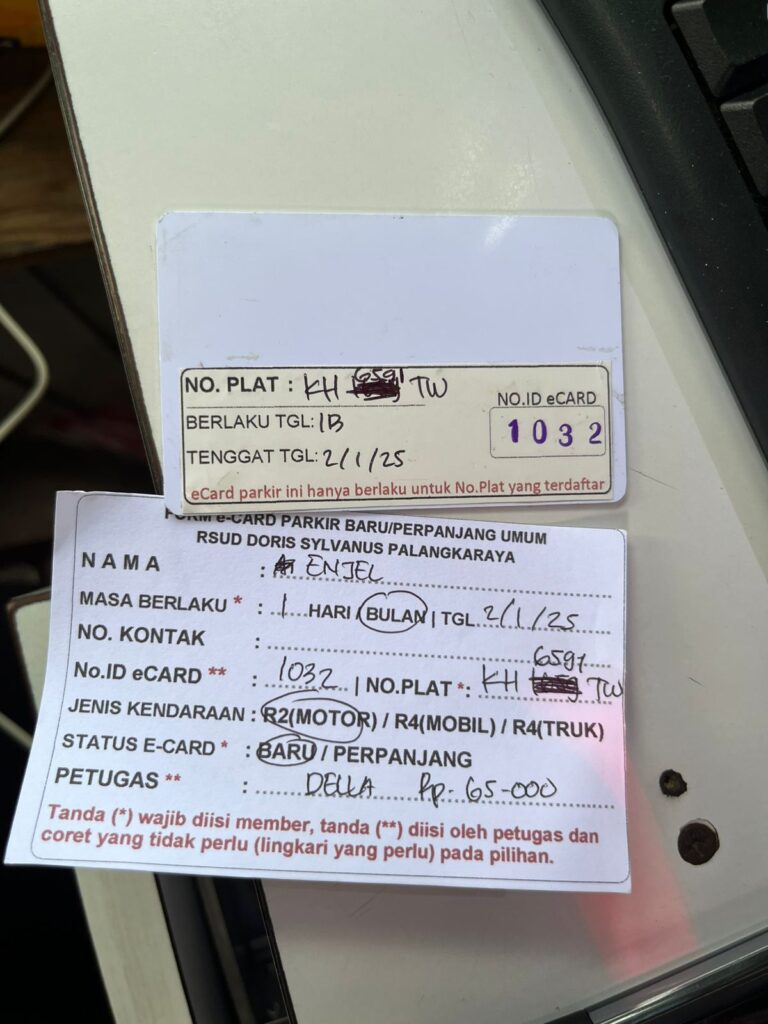 NO. PLAT : KH 6591 TW
BERLAKU TGL: 1B
TENGGAT TGL: 2/1/25
NO.ID eCARD
1032
eCard parkir ini hanya berlaku untuk No.Plat yang terdaftar
FORM e-CARD PARKIR BARU/PERPANJANG UMUM
RSUD DORIS SYLVANUS PALANGKARAYA
NAMA : ENJEL
MASA BERLAKU * : 1 HARI / BULAN | TGL 2/1/25
NO. KONTAK :
No.ID eCARD ** : 1032 | NO.PLAT *: KH 6591 TW
JENIS KENDARAAN : R2(MOTOR) / R4(MOBIL) / R4(TRUK)
STATUS E-CARD * : BARU / PERPANJANG
PETUGAS ** : DELLA Rp. 65-000
Tanda (*) wajib diisi member, tanda (**) diisi oleh petugas dan
coret yang tidak perlu (lingkari yang perlu) pada pilihan.